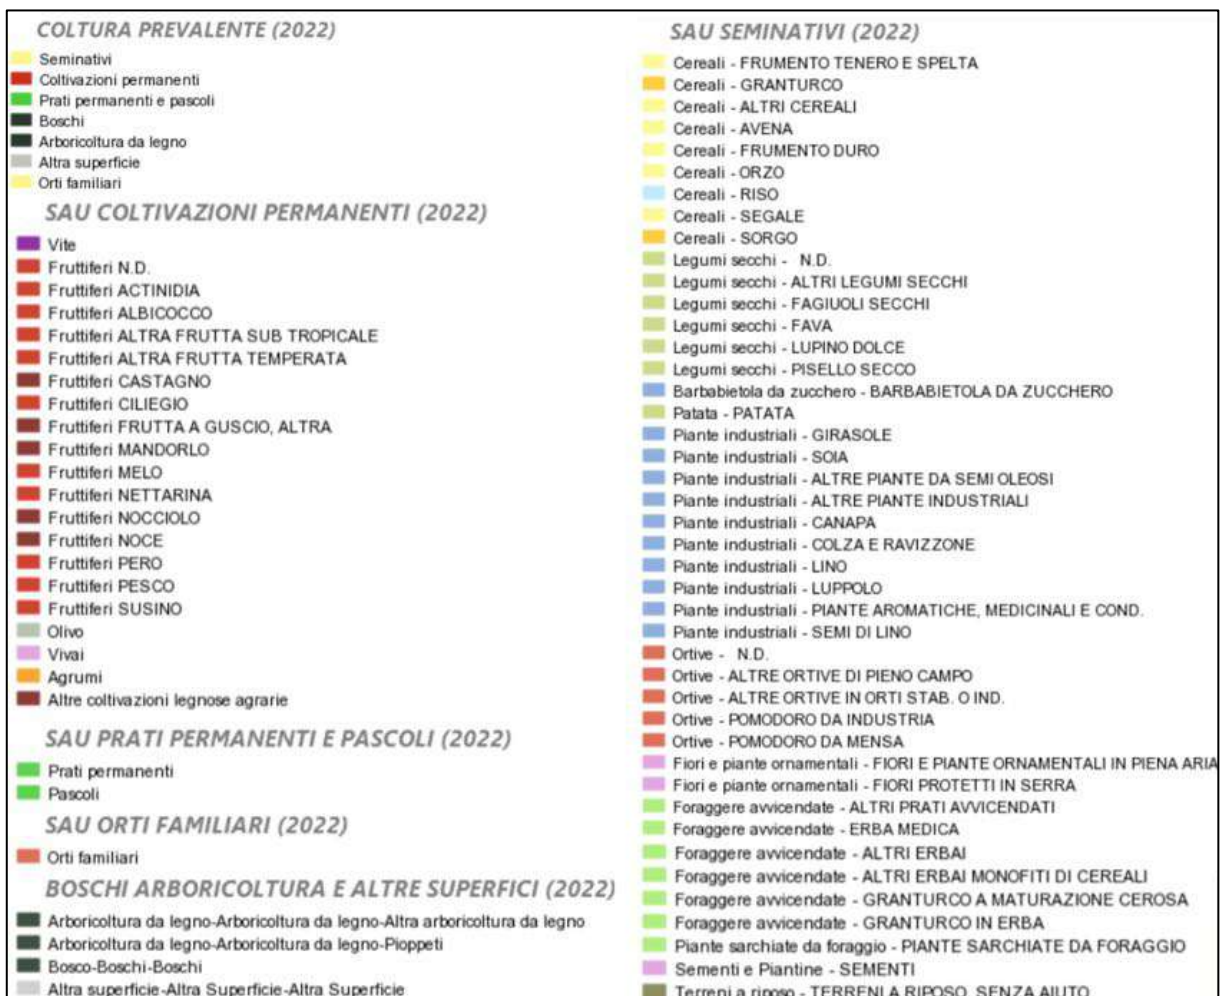 COLTURA PREVALENTE (2022)
Seminativi
Coltivazioni permanenti
Prati permanenti e pascoli
Boschi
Arboricoltura da legno
Altra superficie
Orti familiari
SAU COLTIVAZIONI PERMANENTI (2022)
Vite
Fruttiferi N.D.
Fruttiferi ACTINIDIA
Fruttiferi ALBICOCCO
Fruttiferi ALTRA FRUTTA SUB TROPICALE
Fruttiferi ALTRA FRUTTA TEMPERATA
Fruttiferi CASTAGNO
Fruttiferi CILIEGIO
Fruttiferi FRUTTA A GUSCIO, ALTRA
Fruttiferi MANDORLO
Fruttiferi MELO
Fruttiferi NETTARINA
Fruttiferi NOCCIOLO
Fruttiferi NOCE
Fruttiferi PERO
Fruttiferi PESCO
Fruttiferi SUSINO
Olivo
Vivai
Agrumi
Altre coltivazioni legnose agrarie
SAU PRATI PERMANENTI E PASCOLI (2022)
Prati permanenti
Pascoli
SAU ORTI FAMILIARI (2022)
Orti familiari
BOSCHI ARBORICOLTURA E ALTRE SUPERFICI (2022)
Arboricoltura da legno-Arboricoltura da legno-Altra arboricoltura da legno
Arboricoltura da legno-Arboricoltura da legno-Pioppeti
Bosco-Boschi-Boschi
Altra superficie-Altra Superficie-Altra Superficie
SAU SEMINATIVI (2022)
Cereali - FRUMENTO TENERO E SPELTA
Cereali - GRANTURCO
Cereali - ALTRI CEREALI
Cereali - AVENA
Cereali - FRUMENTO DURO
Cereali - ORZO
Cereali - RISO
Cereali - SEGALE
Cereali - SORGO
Legumi secchi - N.D.
Legumi secchi - ALTRI LEGUMI SECCHI
Legumi secchi - FAGIUOLI SECCHI
Legumi secchi - FAVA
Legumi secchi - LUPINO DOLCE
Legumi secchi - PISELLO SECCO
Barbabietola da zucchero - BARBABIETOLA DA ZUCCHERO
Patata - PATATA
Piante industriali - GIRASOLE
Piante industriali - SOIA
Piante industriali - ALTRE PIANTE DA SEMI OLEOSI
Piante industriali - ALTRE PIANTE INDUSTRIALI
Piante industriali - CANAPA
Piante industriali - COLZA E RAVIZZONE
Piante industriali - LINO
Piante industriali - LUPPOLO
Piante industriali - PIANTE AROMATICHE, MEDICINALI E COND.
Piante industriali - SEMI DI LINO
Ortive - N.D.
Ortive - ALTRE ORTIVE DI PIENO CAMPO
Ortive - ALTRE ORTIVE IN ORTI STAB. O IND.
Ortive - POMODORO DA INDUSTRIA
Ortive - POMODORO DA MENSA
Fiori e piante ornamentali - FIORI E PIANTE ORNAMENTALI IN PIENA ARIA
Fiori e piante ornamentali - FIORI PROTETTI IN SERRA
Foraggere avvicendate - ALTRI PRATI AVVICENDATI
Foraggere avvicendate - ERBA MEDICA
Foraggere avvicendate - ALTRI ERBAI
Foraggere avvicendate - ALTRI ERBAI MONOFITI DI CEREALI
Foraggere avvicendate - GRANTURCO A MATURAZIONE CEROSA
Foraggere avvicendate - GRANTURCO IN ERBA
Piante sarchiate da foraggio - PIANTE SARCHIATE DA FORAGGIO
Sementi e Piantine - SEMENTI
Terreni a riposo - TERRENI A RIPOSO, SENZA AIUTO